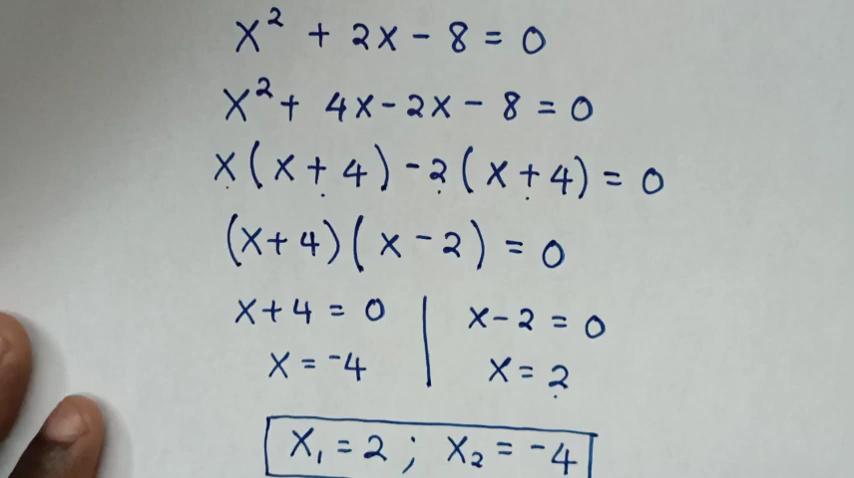 x² + 2x - 8 = 0
x² + 4x - 2x - 8 = 0
x(x + 4) - 2(x + 4) = 0
(x + 4)(x - 2) = 0
x + 4 = 0 | x - 2 = 0
x = -4 | x = 2
x₁ = 2 ; x₂ = -4